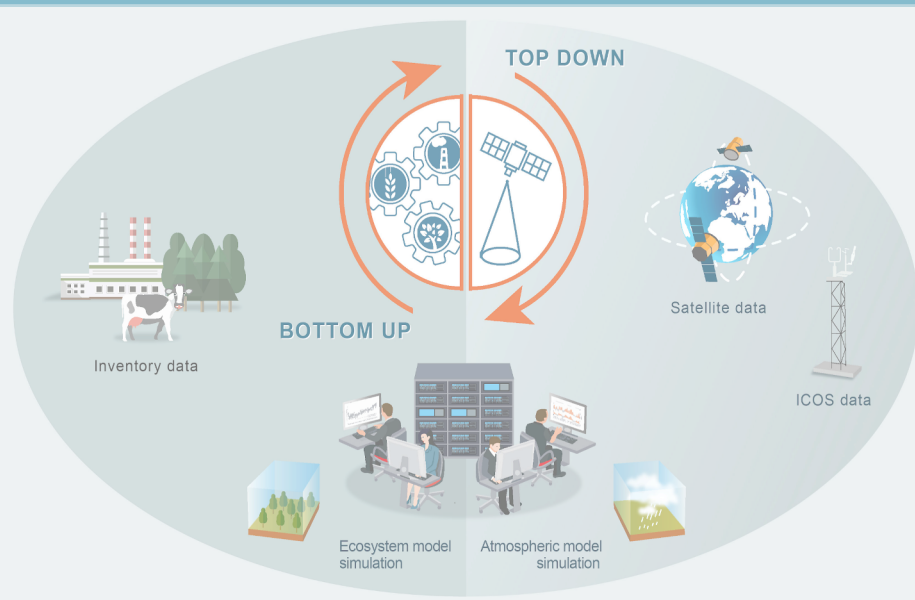 TOP DOWN
BOTTOM UP
Satellite data
Inventory data
ICOS data
Ecosystem model
simulation
Atmospheric model
simulation